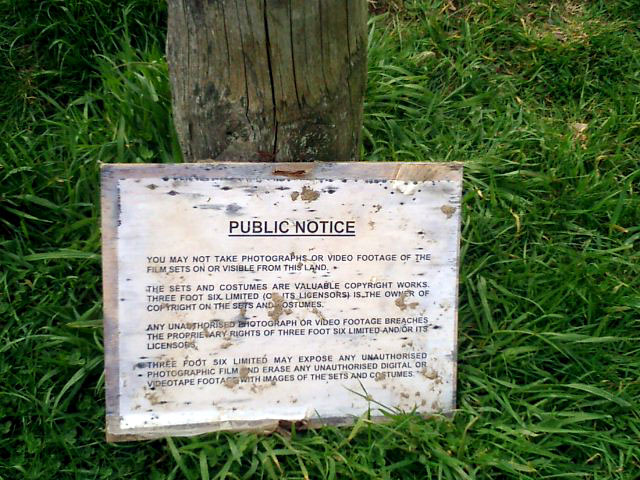 PUBLIC NOTICE
YOU MAY NOT TAKE PHOTOGRAPHS OR VIDEO FOOTAGE OF THE
FILM SETS ON OR VISIBLE FROM THIS LAND.
THE SETS AND COSTUMES ARE VALUABLE COPYRIGHT WORKS.
THREE FOOT SIX LIMITED (OR ITS LICENSORS) IS THE OWNER OF
COPYRIGHT ON THE SETS AND COSTUMES.
ANY UNAUTHORISED PHOTOGRAPH OR VIDEO FOOTAGE BREACHES
THE PROPRIETARY RIGHTS OF THREE FOOT SIX LIMITED AND/OR ITS
LICENSORS.
THREE FOOT SIX LIMITED MAY EXPOSE ANY UNAUTHORISED
PHOTOGRAPHIC FILM AND ERASE ANY UNAUTHORISED DIGITAL OR
VIDEOTAPE FOOTAGE WITH IMAGES OF THE SETS AND COSTUMES.